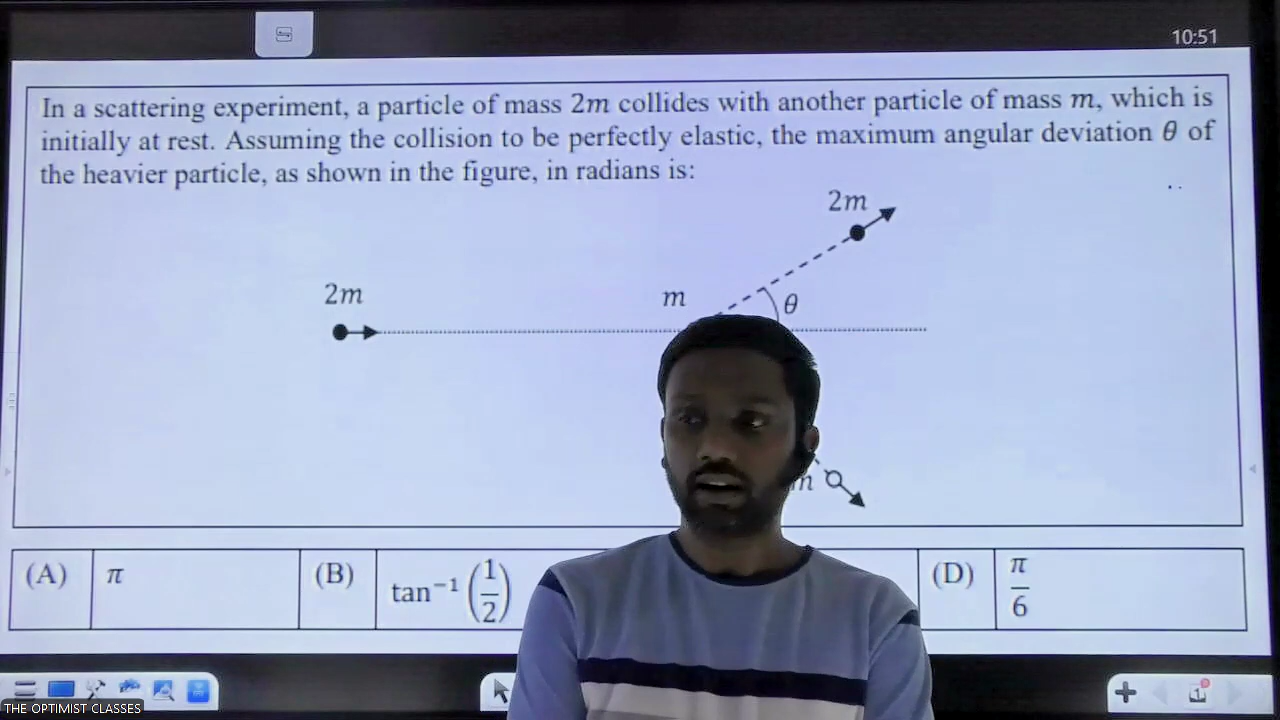 10:51
In a scattering experiment, a particle of mass 2m collides with another particle of mass m, which is
initially at rest. Assuming the collision to be perfectly elastic, the maximum angular deviation θ of
the heavier particle, as shown in the figure, in radians is:
2m
2m
m
θ
m
(A) π (B) tan⁻¹(1/2) (D) π/6
1
THE OPTIMIST CLASSES